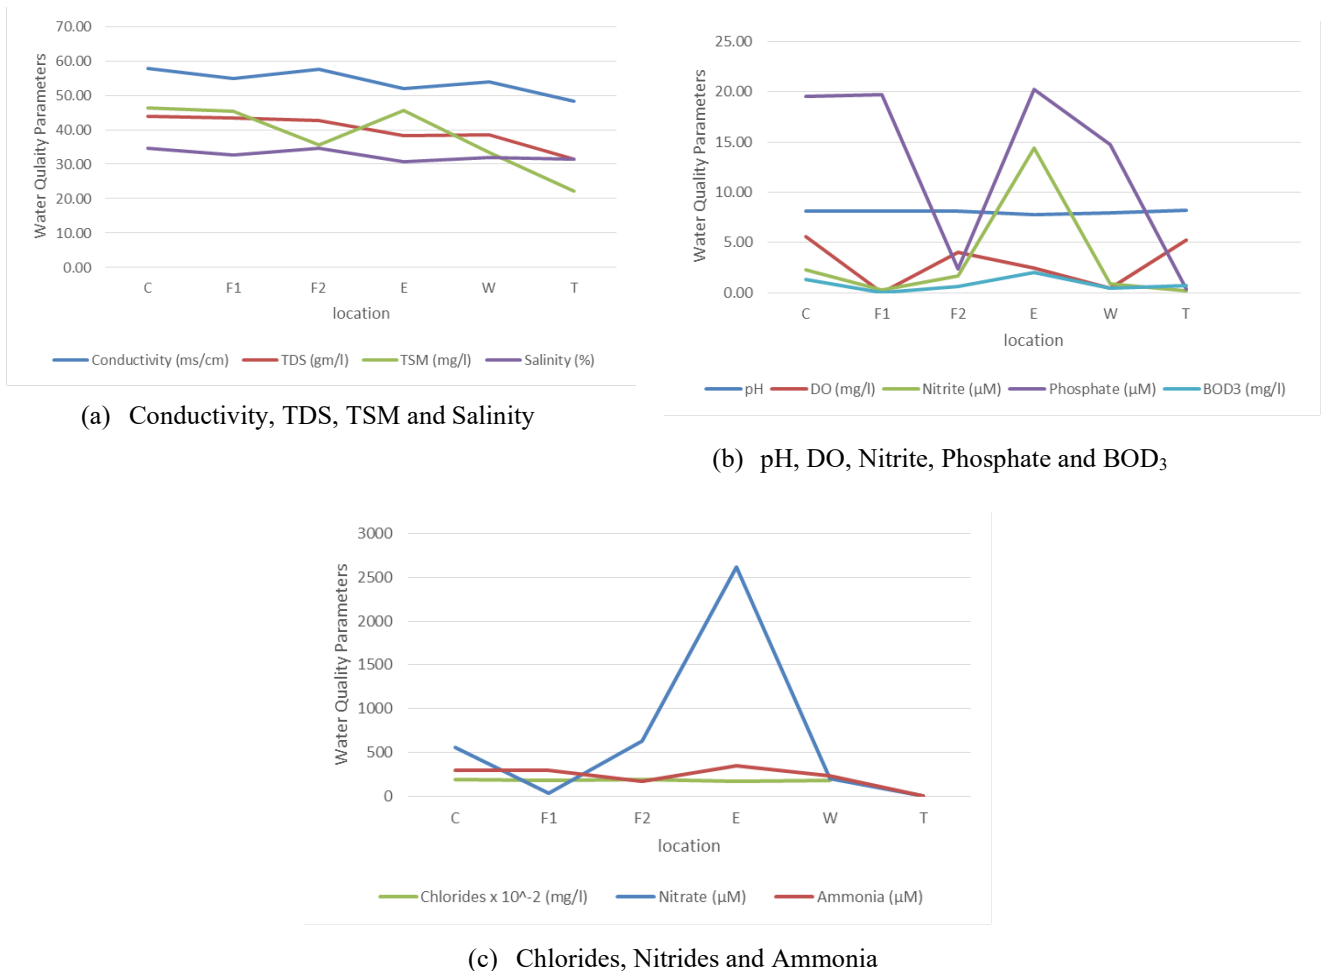 70.00
60.00
50.00
40.00
30.00
20.00
10.00
0.00
Water Qulaity Parameters
C F1 F2 E W T
location
Conductivity (ms/cm) TDS (gm/l) TSM (mg/l) Salinity (%)
(a) Conductivity, TDS, TSM and Salinity
25.00
20.00
15.00
10.00
5.00
0.00
Water Quality Parameters
C F1 F2 E W T
location
pH DO (mg/l) Nitrite (µM) Phosphate (µM) BOD3 (mg/l)
(b) pH, DO, Nitrite, Phosphate and BOD₃
3000
2500
2000
1500
1000
500
0
Water Quality Parameters
C F1 F2 E W T
location
Chlorides x 10^-2 (mg/l) Nitrate (µM) Ammonia (µM)
(c) Chlorides, Nitrides and Ammonia